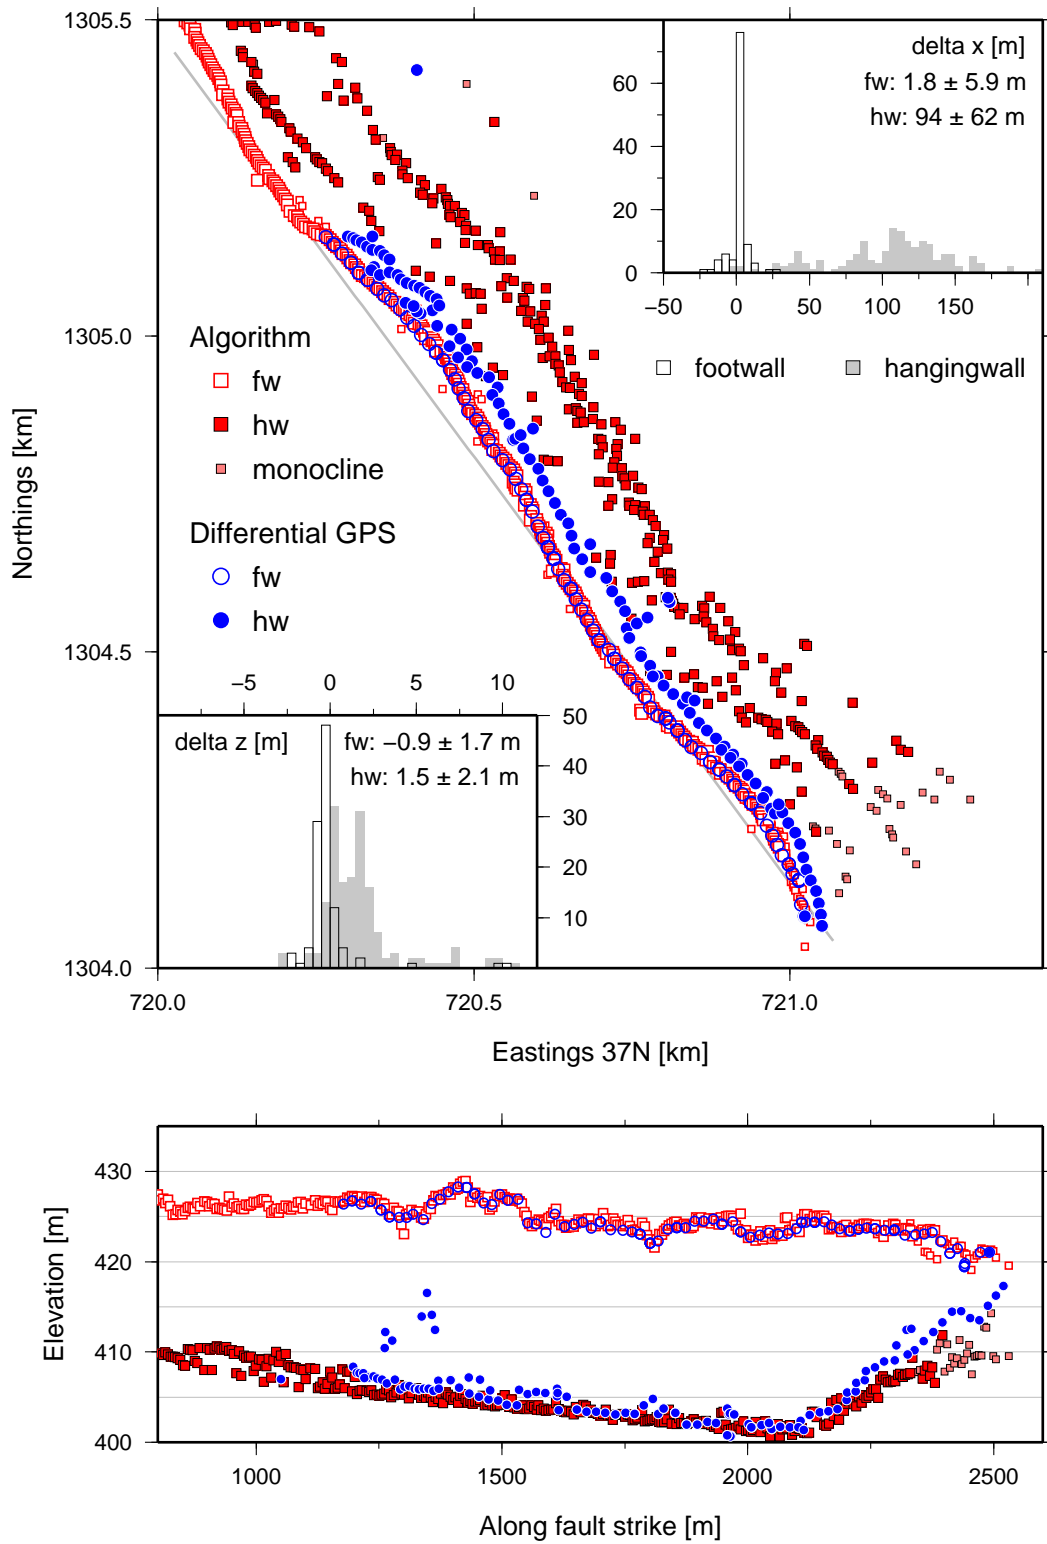 1305.5
1305.0
1304.5
1304.0
Northings [km]
720.0
720.5
721.0
Eastings 37N [km]
delta x [m]
fw: 1.8 ± 5.9 m
hw: 94 ± 62 m
60
40
20
0
−50
0
50
100
150
footwall
hangingwall
Algorithm
fw
hw
monocline
Differential GPS
fw
hw
−5
0
5
10
delta z [m]
fw: −0.9 ± 1.7 m
hw: 1.5 ± 2.1 m
50
40
30
20
10
430
420
410
400
Elevation [m]
1000
1500
2000
2500
Along fault strike [m]